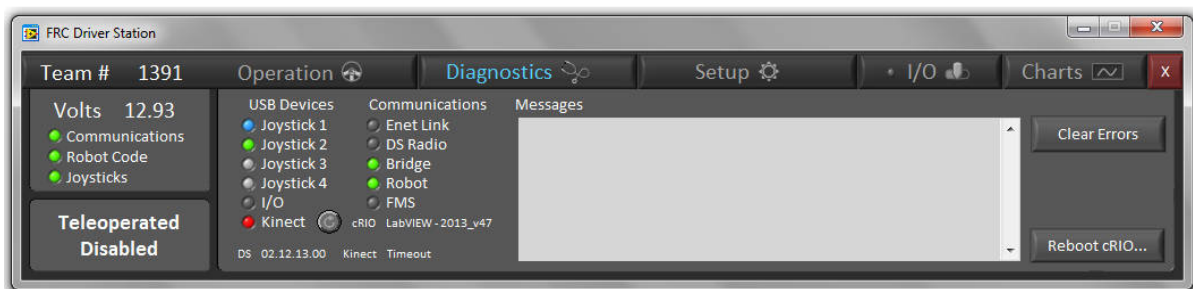 FRC Driver Station
Team # 1391
Operation
Diagnostics
Setup
I/O
Charts
X
Volts 12.93
Communications
Robot Code
Joysticks
Teleoperated
Disabled
USB Devices
Joystick 1
Joystick 2
Joystick 3
Joystick 4
I/O
Kinect
Communications
Enet Link
DS Radio
Bridge
Robot
FMS
cRIO LabVIEW-2013_v47
DS 02.12.13.00 Kinect Timeout
Messages
Clear Errors
Reboot cRIO...